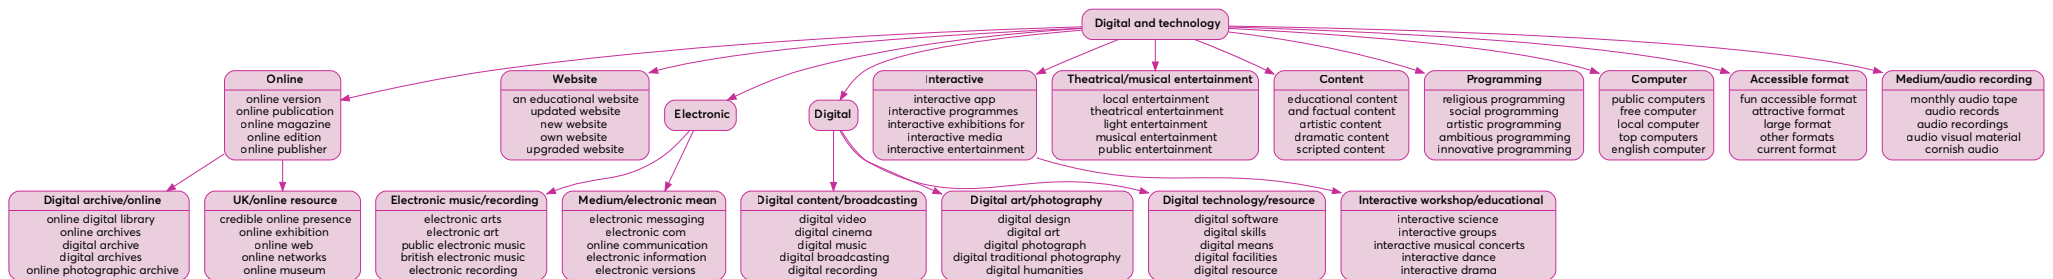 Digital and technology
Online
online version
online publication
online magazine
online edition
online publisher
Website
an educational website
updated website
new website
own website
upgraded website
Electronic
Digital
Interactive
interactive app
interactive programmes
interactive exhibitions for
interactive media
interactive entertainment
Theatrical/musical entertainment
local entertainment
theatrical entertainment
light entertainment
musical entertainment
public entertainment
Content
educational content
and factual content
artistic content
dramatic content
scripted content
Programming
religious programming
social programming
artistic programming
ambitious programming
innovative programming
Computer
public computers
free computer
local computer
top computers
english computer
Accessible format
fun accessible format
attractive format
large format
other formats
current format
Medium/audio recording
monthly audio tape
audio records
audio recordings
audio visual material
cornish audio
Digital archive/online
online digital library
online archives
digital archive
digital archives
online photographic archive
UK/online resource
credible online presence
online exhibition
online web
online networks
online museum
Electronic music/recording
electronic arts
electronic art
public electronic music
british electronic music
electronic recording
Medium/electronic mean
electronic messaging
electronic com
online communication
electronic information
electronic versions
Digital content/broadcasting
digital video
digital cinema
digital music
digital broadcasting
digital recording
Digital art/photography
digital design
digital art
digital photograph
digital traditional photography
digital humanities
Digital technology/resource
digital software
digital skills
digital means
digital facilities
digital resource
Interactive workshop/educational
interactive science
interactive groups
interactive musical concerts
interactive dance
interactive drama